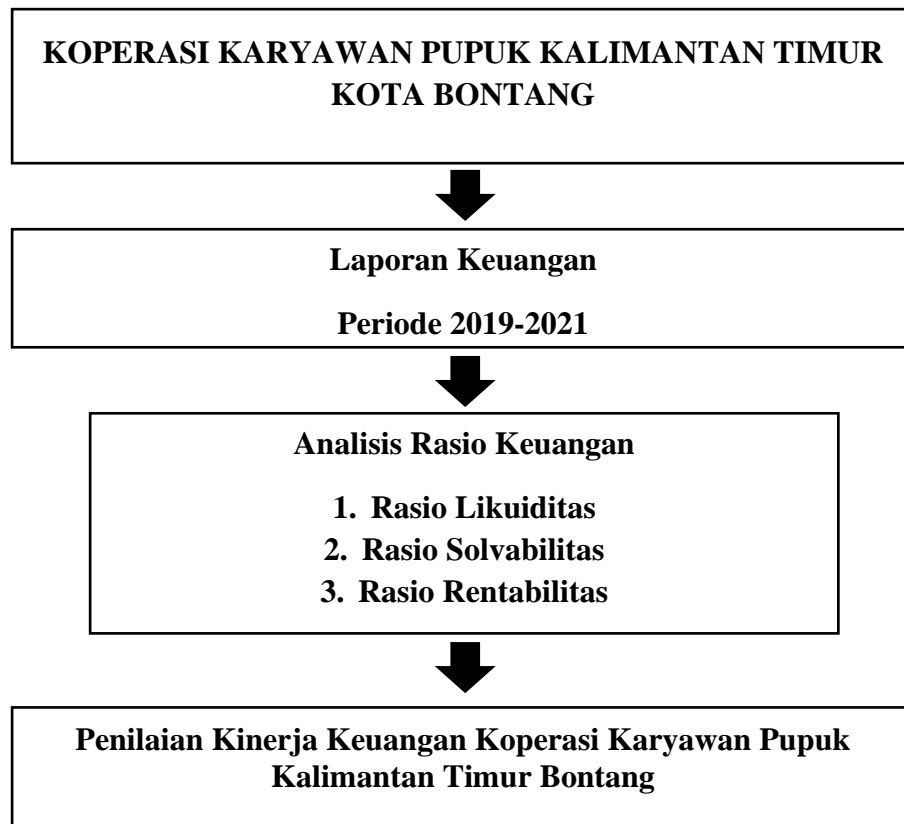 KOPERASI KARYAWAN PUPUK KALIMANTAN TIMUR
KOTA BONTANG
Laporan Keuangan
Periode 2019-2021
Analisis Rasio Keuangan
1. Rasio Likuiditas
2. Rasio Solvabilitas
3. Rasio Rentabilitas
Penilaian Kinerja Keuangan Koperasi Karyawan Pupuk
Kalimantan Timur Bontang